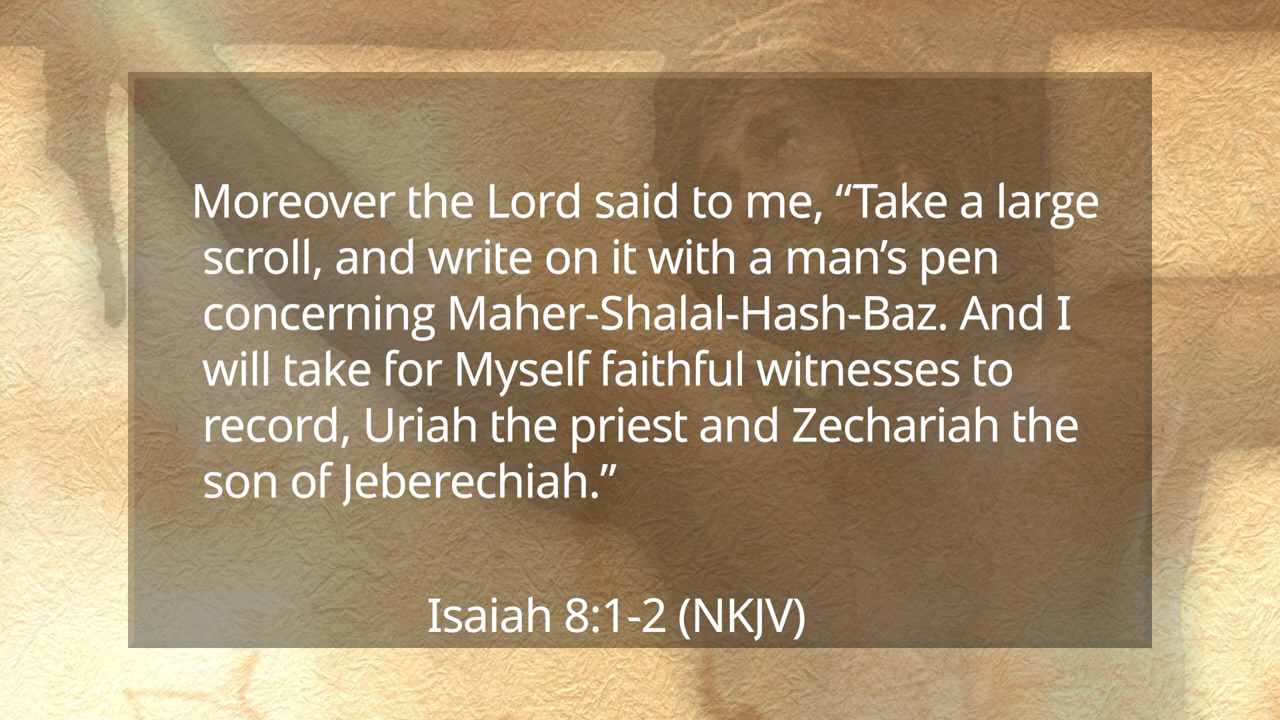 Moreover the Lord said to me, “Take a large
scroll, and write on it with a man’s pen
concerning Maher-Shalal-Hash-Baz. And I
will take for Myself faithful witnesses to
record, Uriah the priest and Zechariah the
son of Jeberechiah.”
Isaiah 8:1-2 (NKJV)